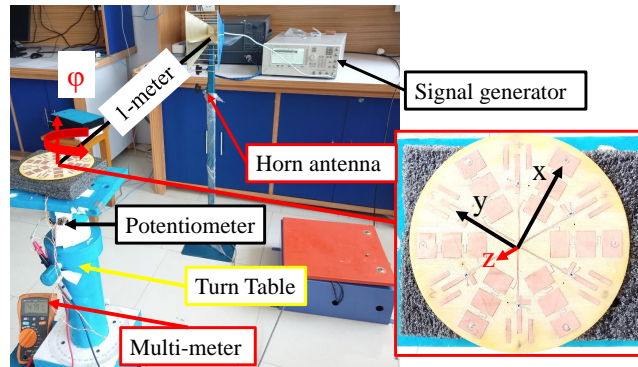 φ
1-meter
Signal generator
Horn antenna
Potentiometer
Turn Table
Multi-meter
x
y
z